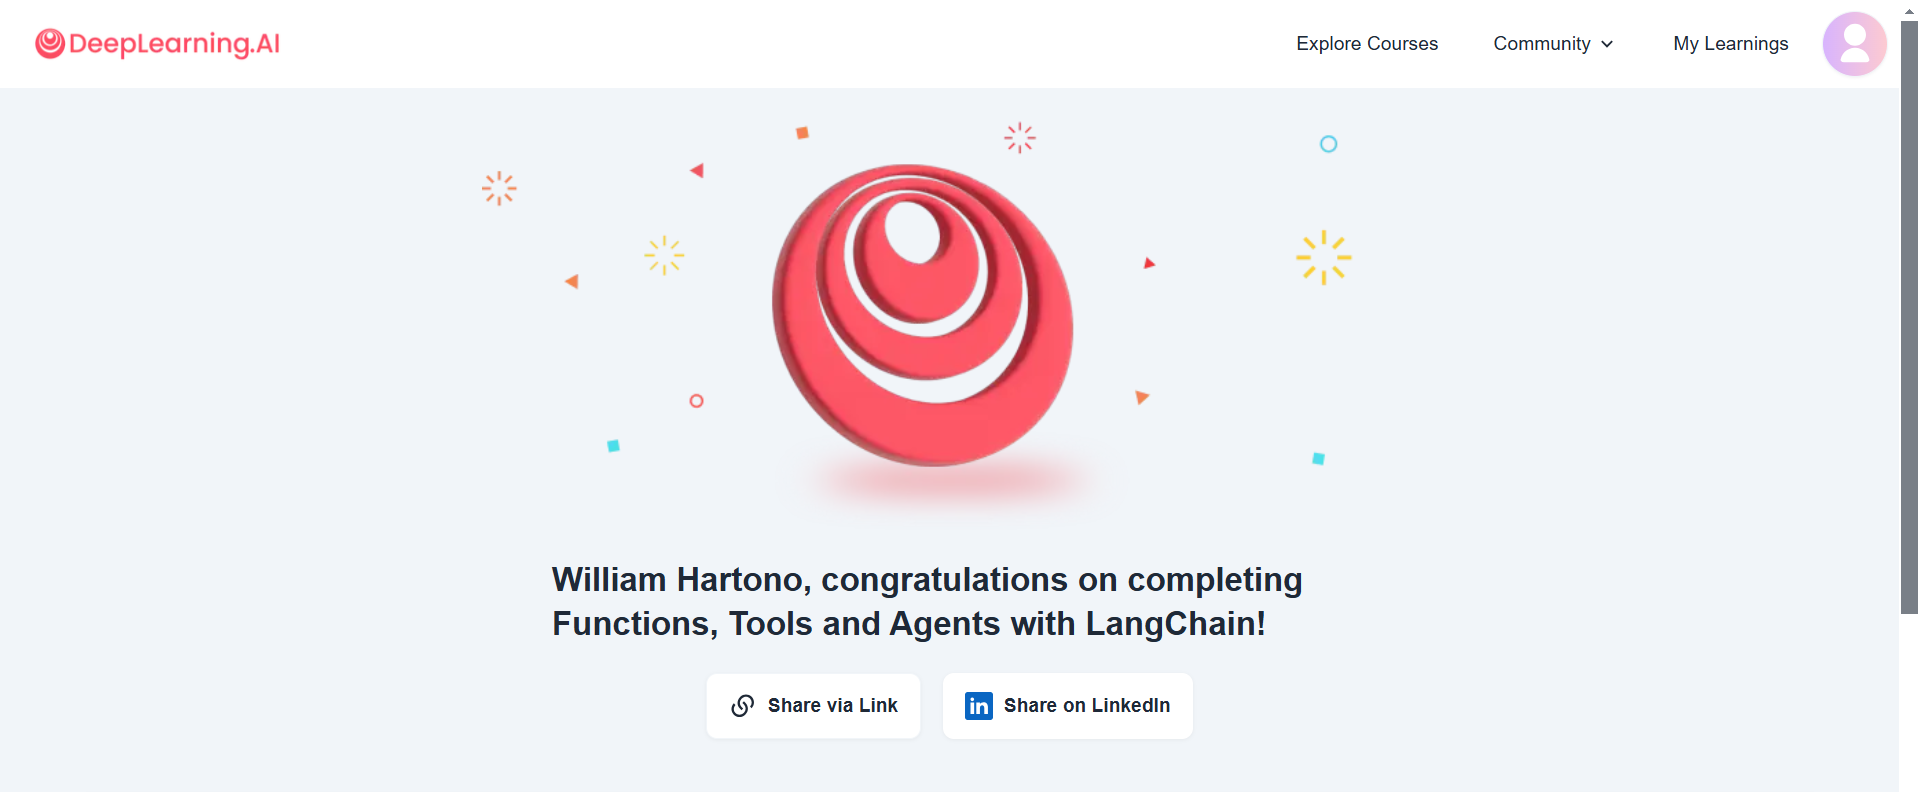 DeepLearning.AI
Explore Courses
Community
My Learnings
William Hartono, congratulations on completing
Functions, Tools and Agents with LangChain!
Share via Link
in Share on LinkedIn